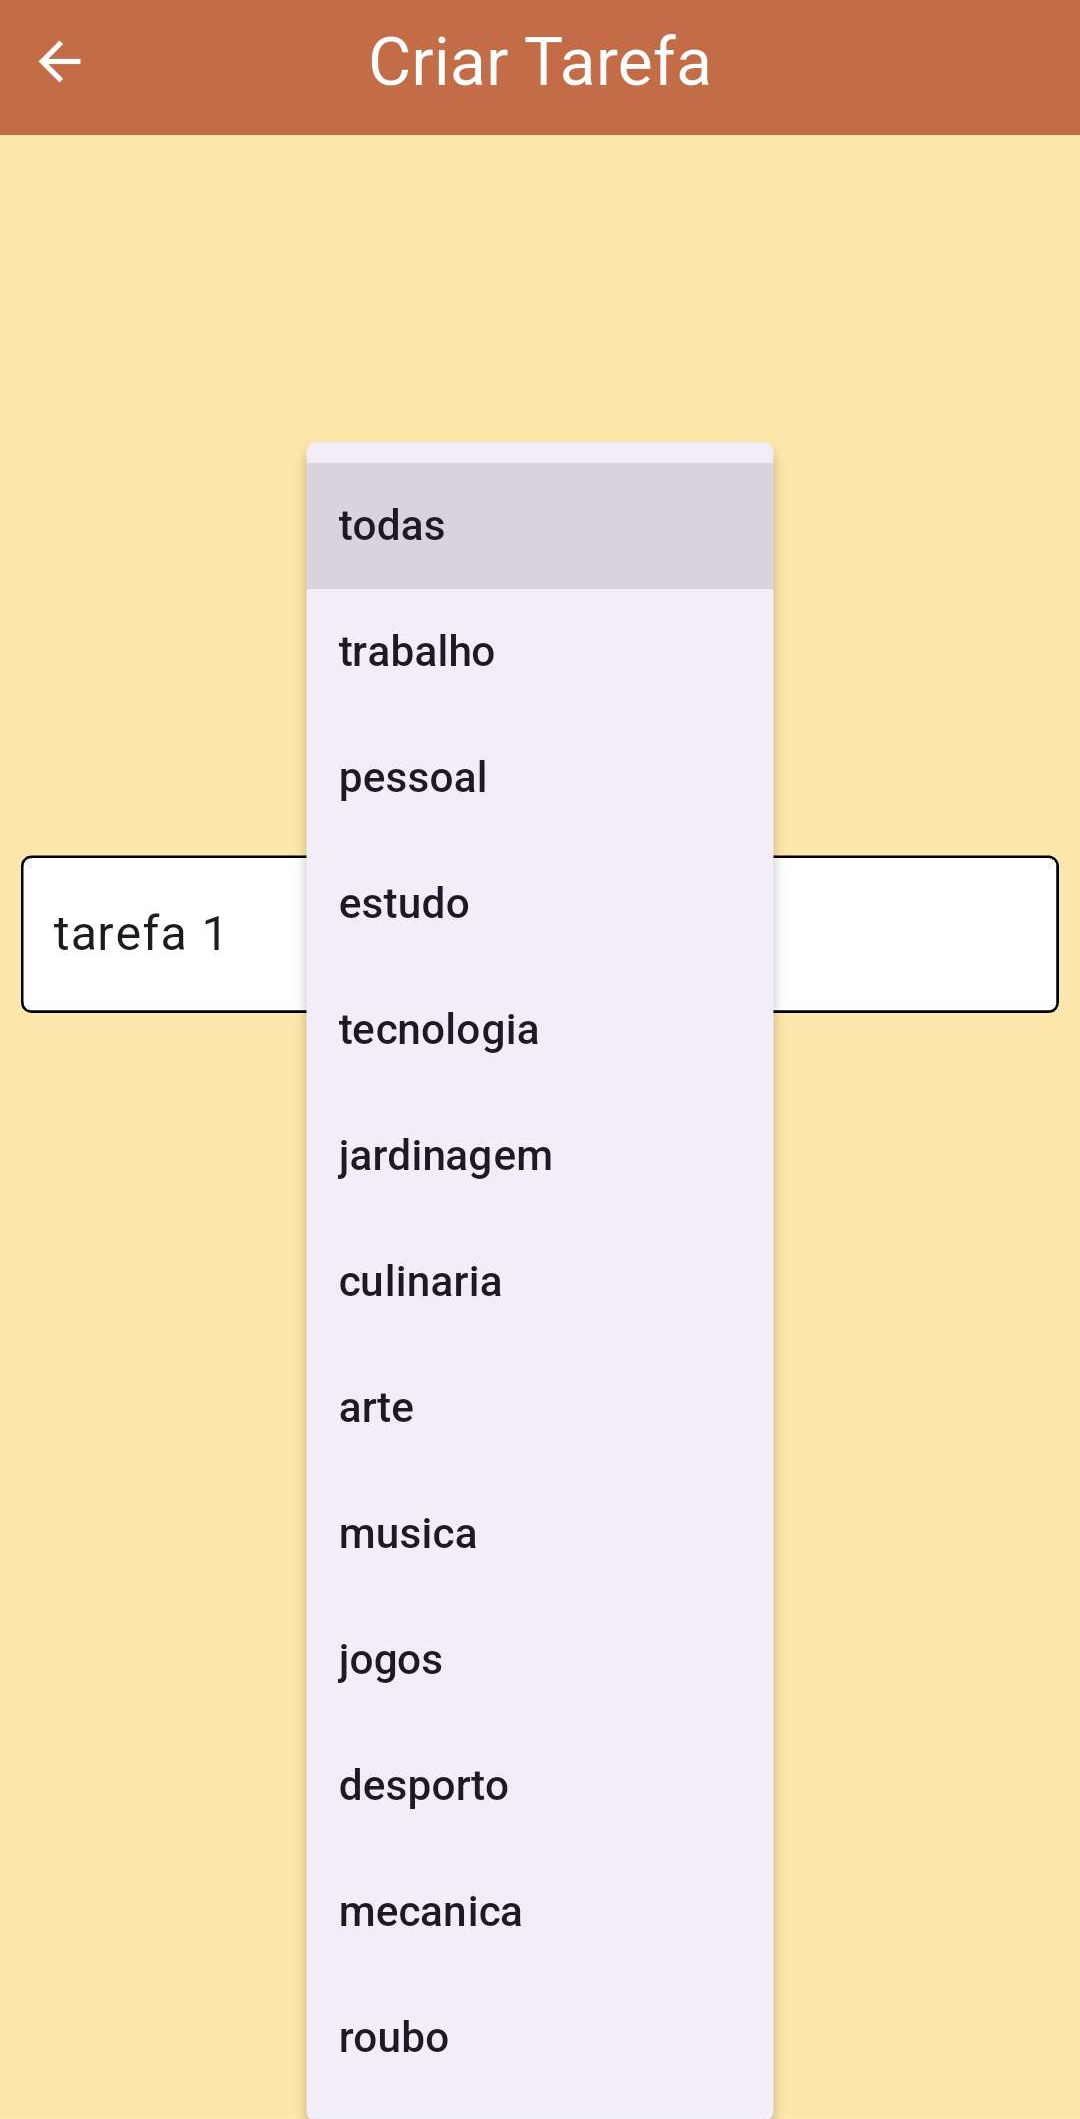 Criar Tarefa
todas
trabalho
pessoal
estudo
tarefa 1
tecnologia
jardinagem
culinaria
arte
musica
jogos
desporto
mecanica
roubo